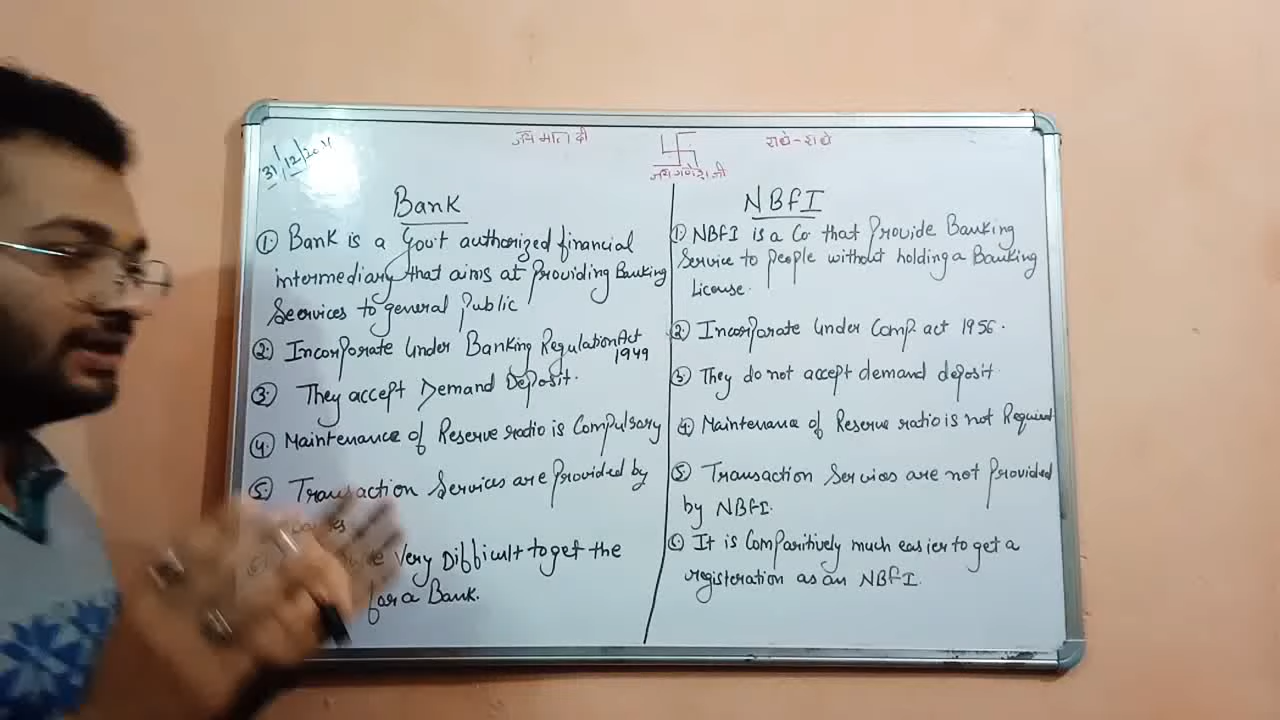 31/12/2024
जय माता दी
राधे-राधे
जय गणेश जी
Bank
① Bank is a Govt authorized financial
intermediary that aims at Providing Banking
Services to general Public
② Incorporate Under Banking Regulation Act
1949
③ They accept Demand Deposit.
④ Maintenance of Reserve ratio is Compulsary
⑤ Transaction Services are Provided by
Very Difficult to get the
for a Bank.
NBFI
① NBFI is a Co that Provide Banking
Service to people without holding a Banking
License.
② Incorporate Under Comp. act 1956.
③ They do not accept demand deposit.
④ Maintenance of Reserve ratio is not Required
⑤ Transaction Services are not Provided
by NBFI.
⑥ It is Comparitively much easier to get a
registeration as an NBFI.